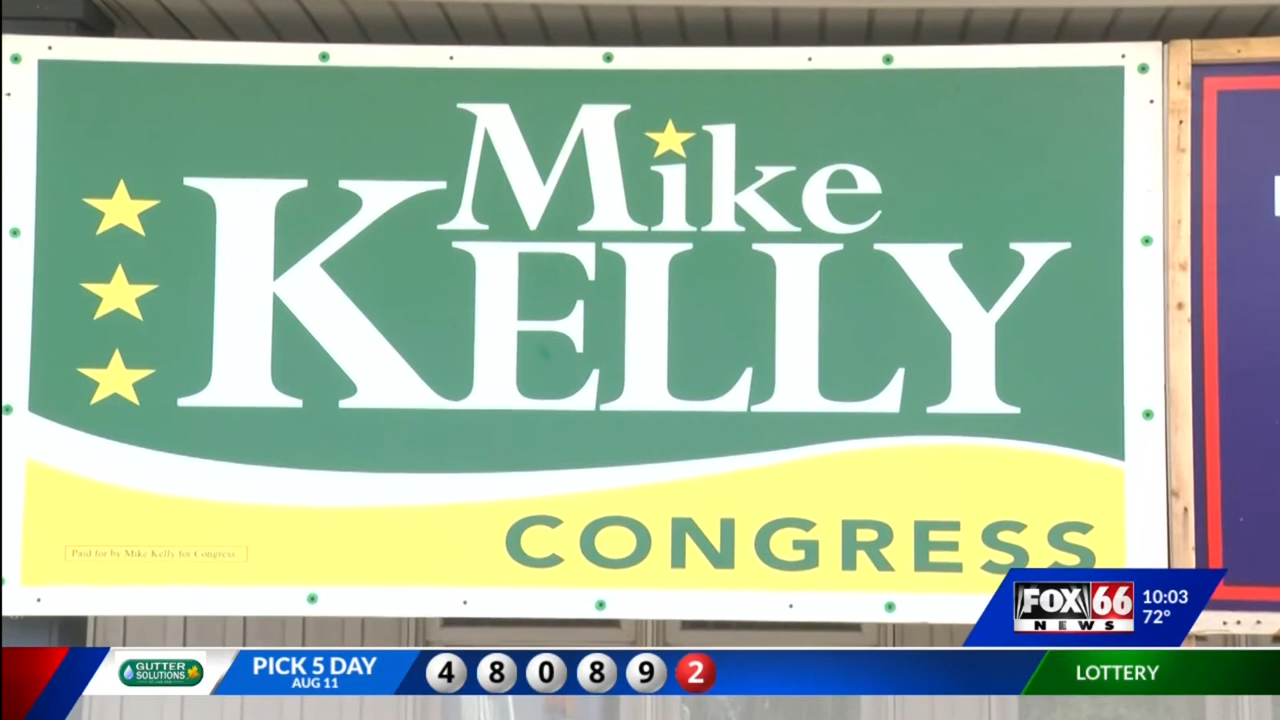 Mike
KELLY
CONGRESS
Paid for by Mike Kelly for Congress
FOX 66
NEWS
10:03
72°
GUTTER
SOLUTIONS
PICK 5 DAY
AUG 11
4 8 0 8 9 2
LOTTERY